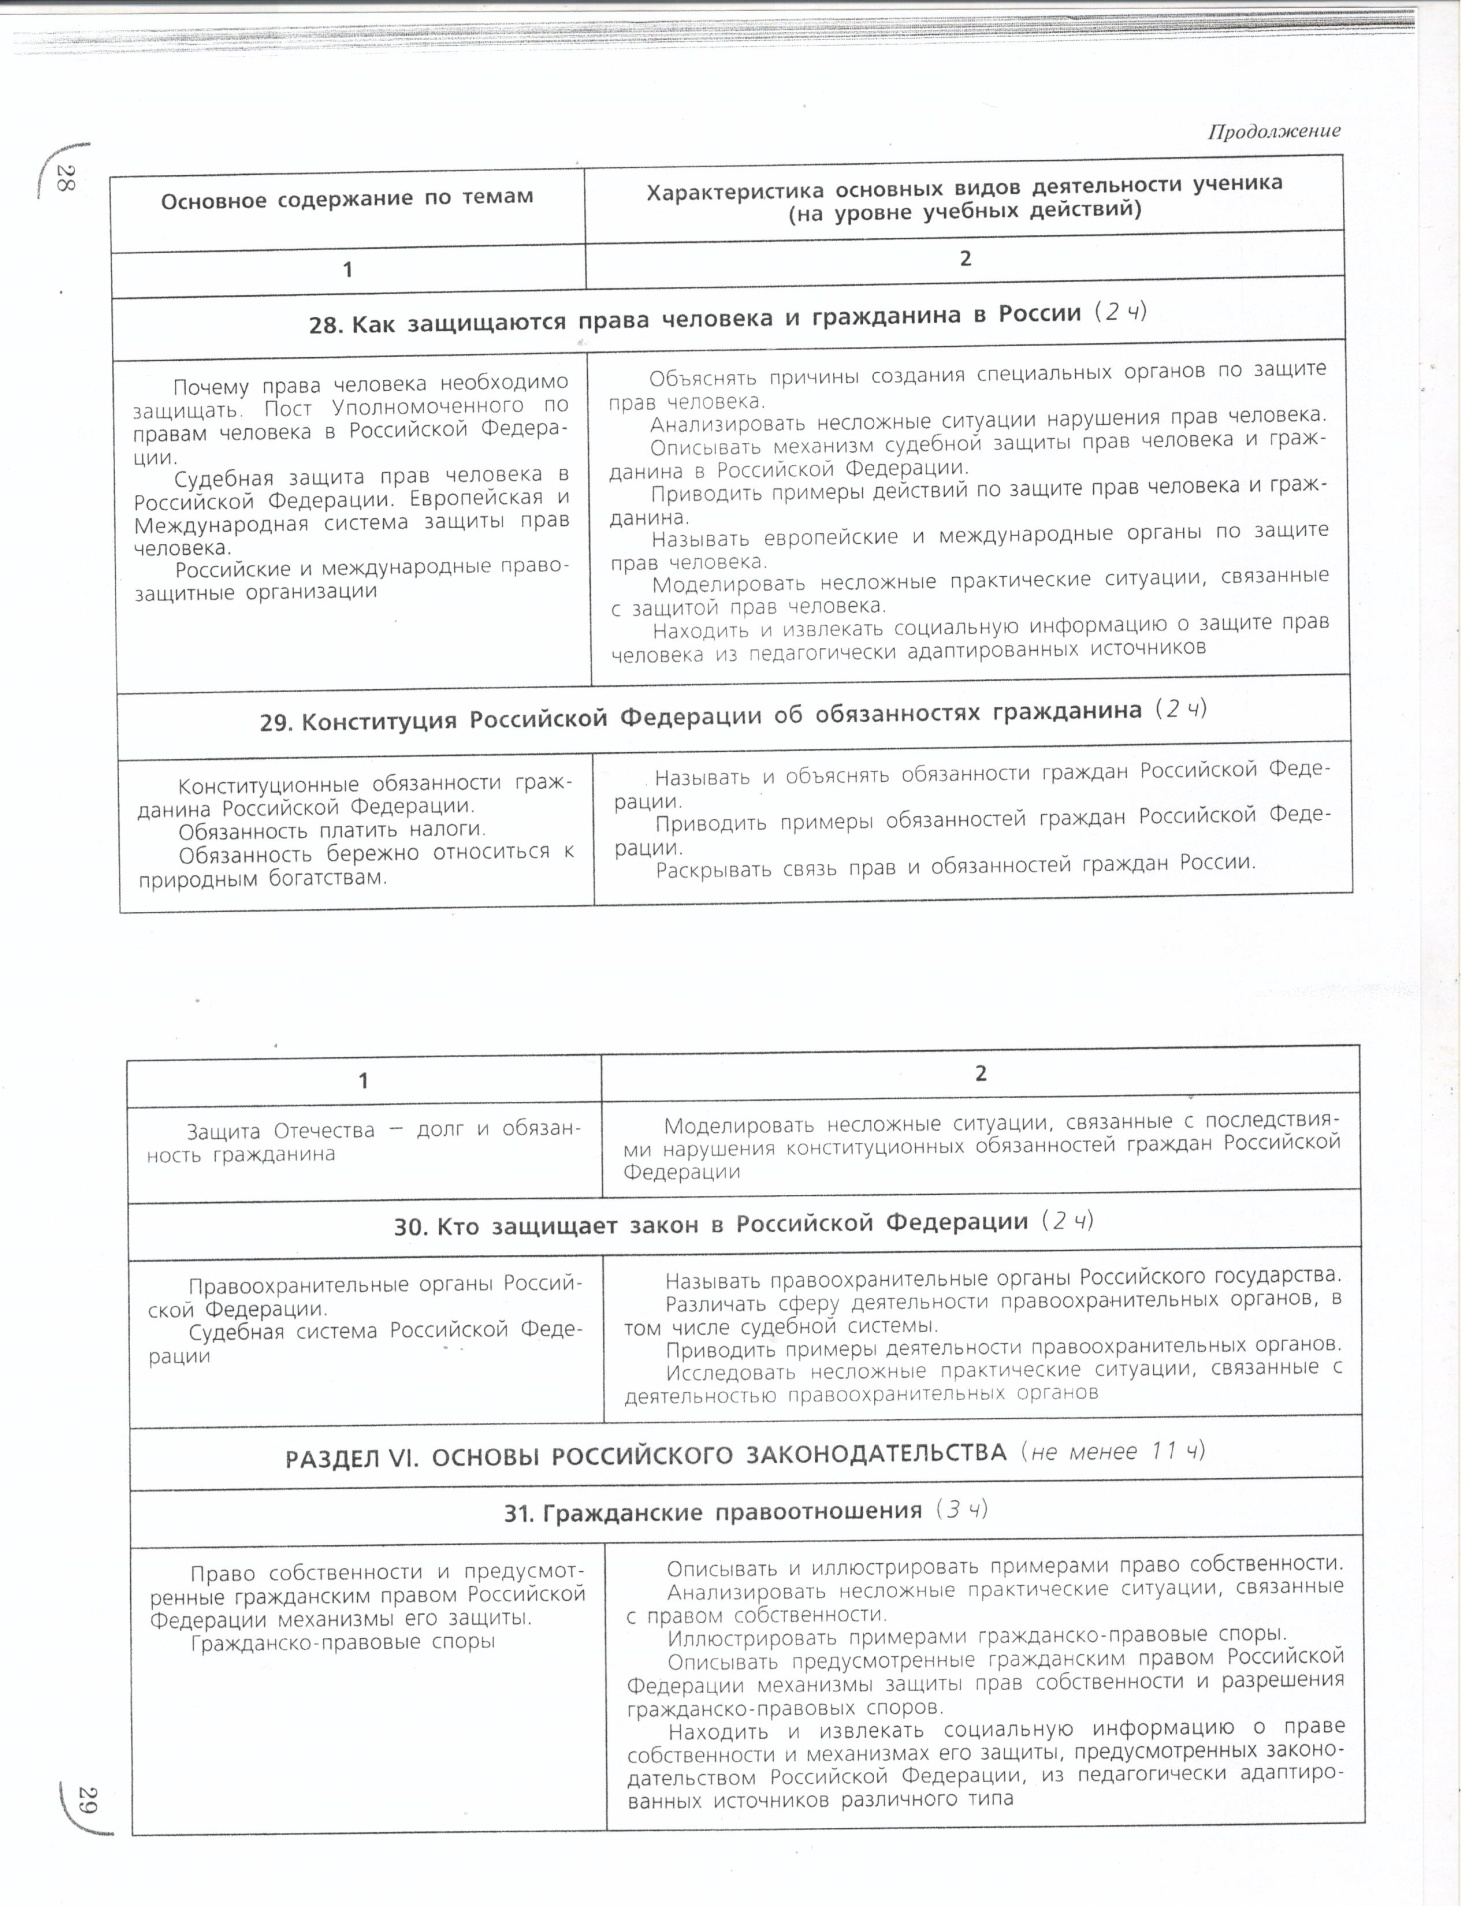 Продолжение
28
Основное содержание по темам
Характеристика основных видов деятельности ученика
(на уровне учебных действий)
1
2
28. Как защищаются права человека и гражданина в России (2 ч)
Почему права человека необходимо
защищать. Пост Уполномоченного по
правам человека в Российской Федера-
ции.
Судебная защита прав человека в
Российской Федерации. Европейская и
Международная система защиты прав
человека.
Российские и международные право-
защитные организации
Объяснять причины создания специальных органов по защите
прав человека.
Анализировать несложные ситуации нарушения прав человека.
Описывать механизм судебной защиты прав человека и граж-
данина в Российской Федерации.
Приводить примеры действий по защите прав человека и граж-
данина.
Называть европейские и международные органы по защите
прав человека.
Моделировать несложные практические ситуации, связанные
с защитой прав человека.
Находить и извлекать социальную информацию о защите прав
человека из педагогически адаптированных источников
29. Конституция Российской Федерации об обязанностях гражданина (2 ч)
Конституционные обязанности граж-
данина Российской Федерации.
Обязанность платить налоги.
Обязанность бережно относиться к
природным богатствам.
Называть и объяснять обязанности граждан Российской Феде-
рации.
Приводить примеры обязанностей граждан Российской Феде-
рации.
Раскрывать связь прав и обязанностей граждан России.
1
2
Защита Отечества — долг и обязан-
ность гражданина
Моделировать несложные ситуации, связанные с последствия-
ми нарушения конституционных обязанностей граждан Российской
Федерации
30. Кто защищает закон в Российской Федерации (2 ч)
Правоохранительные органы Россий-
ской Федерации.
Судебная система Российской Феде-
рации
Называть правоохранительные органы Российского государства.
Различать сферу деятельности правоохранительных органов, в
том числе судебной системы.
Приводить примеры деятельности правоохранительных органов.
Исследовать несложные практические ситуации, связанные с
деятельностью правоохранительных органов
РАЗДЕЛ VI. ОСНОВЫ РОССИЙСКОГО ЗАКОНОДАТЕЛЬСТВА (не менее 11 ч)
31. Гражданские правоотношения (3 ч)
Право собственности и предусмот-
ренные гражданским правом Российской
Федерации механизмы его защиты.
Гражданско-правовые споры
Описывать и иллюстрировать примерами право собственности.
Анализировать несложные практические ситуации, связанные
с правом собственности.
Иллюстрировать примерами гражданско-правовые споры.
Описывать предусмотренные гражданским правом Российской
Федерации механизмы защиты прав собственности и разрешения
гражданско-правовых споров.
Находить и извлекать социальную информацию о праве
собственности и механизмах его защиты, предусмотренных законо-
дательством Российской Федерации, из педагогически адаптиро-
ванных источников различного типа
29